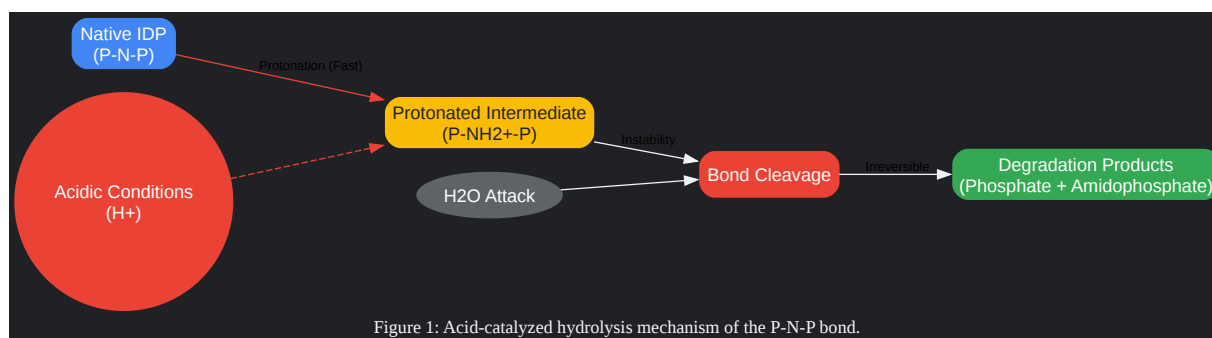 Native IDP
(P-N-P)
Protonation (Fast)
Acidic Conditions
(H+)
Protonated Intermediate
(P-NH2+-P)
Instability
H2O Attack
Bond Cleavage
Irreversible
Degradation Products
(Phosphate + Amidophosphate)
Figure 1: Acid-catalyzed hydrolysis mechanism of the P-N-P bond.